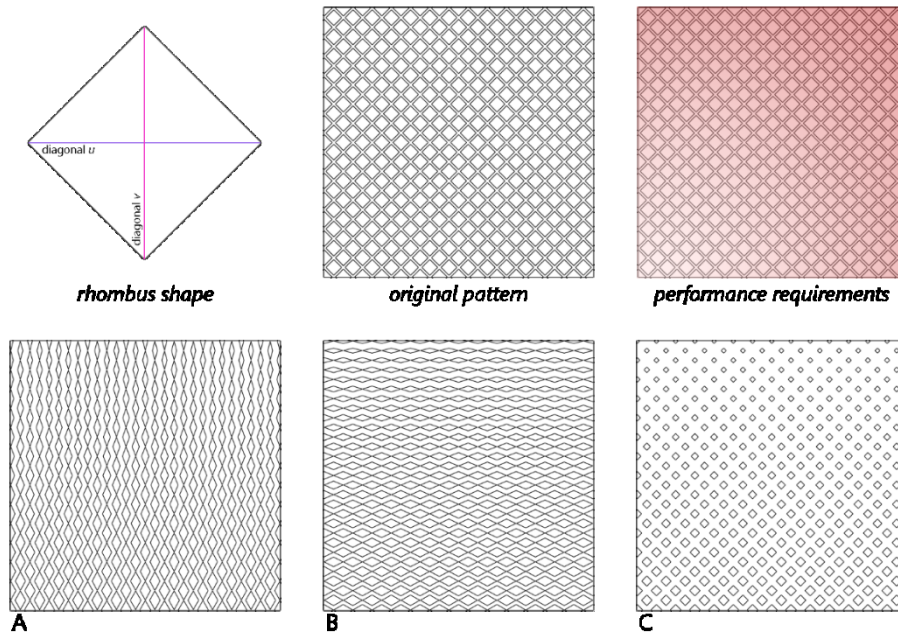 diagonal u
diagonal v
rhombus shape
original pattern
performance requirements
A
B
C